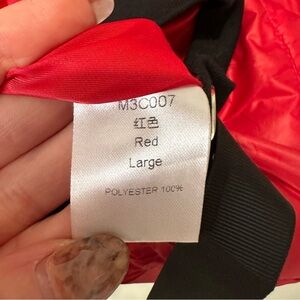 M3C007
红色
Red
Large
POLYESTER 100%